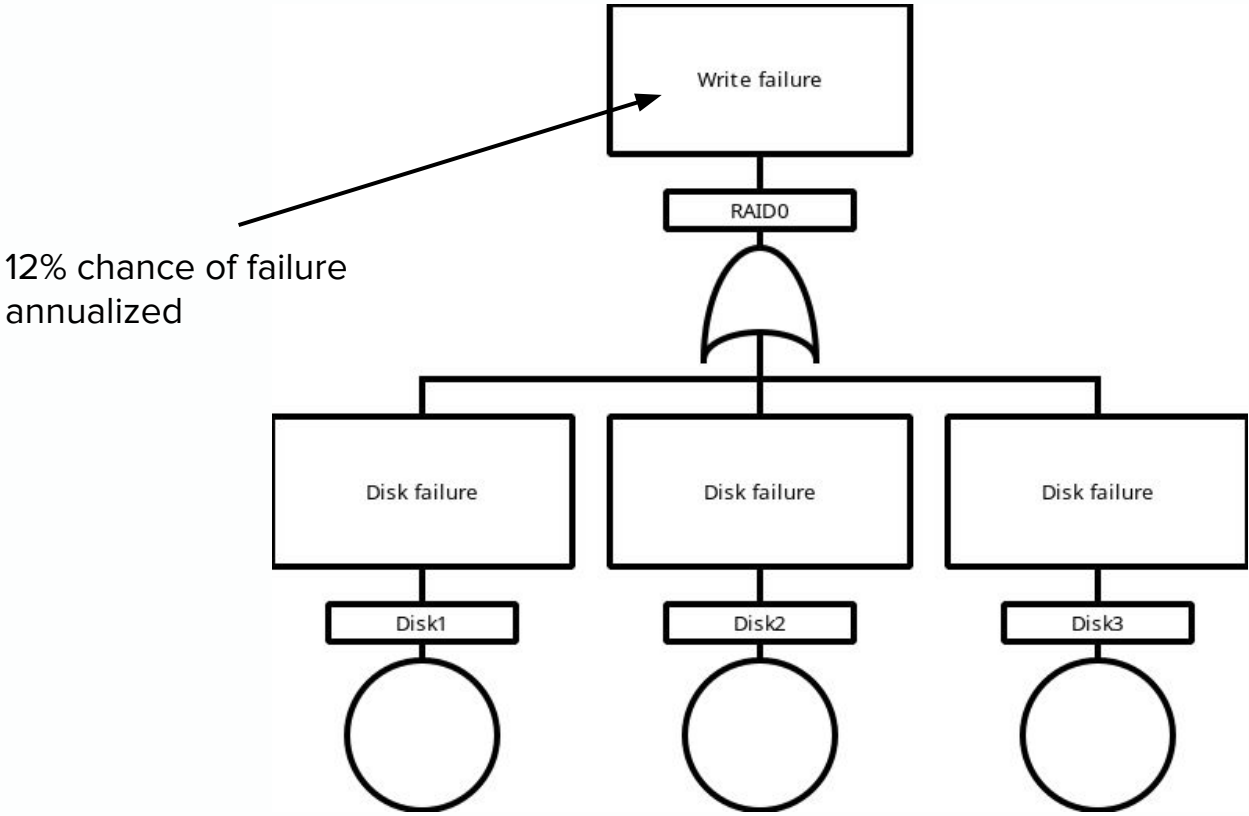 Write failure
RAID0
12% chance of failure
annualized
Disk failure
Disk failure
Disk failure
Disk1
Disk2
Disk3